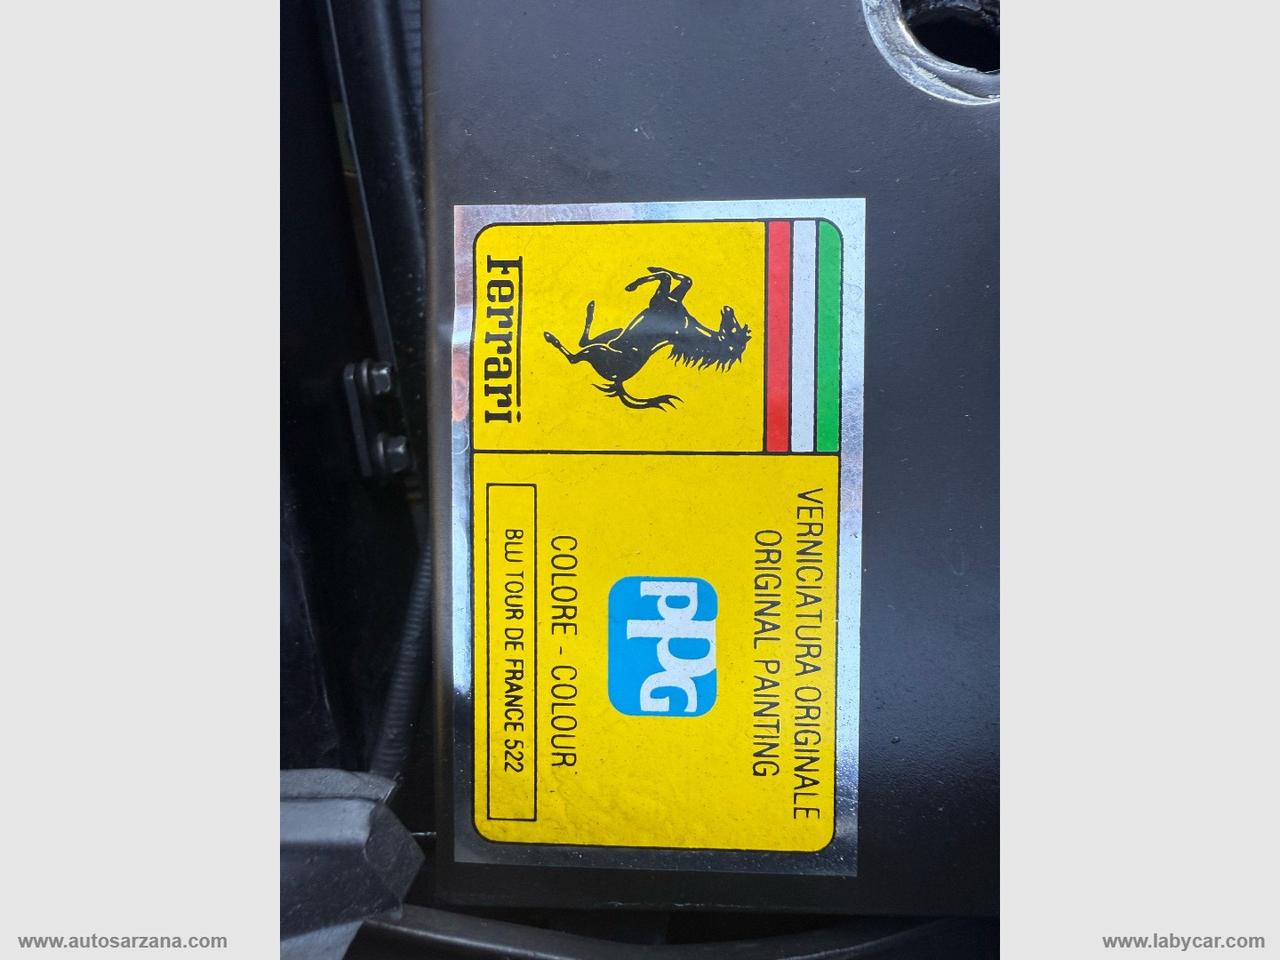 Ferrari
VERNICIATURA ORIGINALE
ORIGINAL PAINTING
PPG
COLORE - COLOUR
BLU TOUR DE FRANCE 522
www.autosarzana.com
www.labycar.com